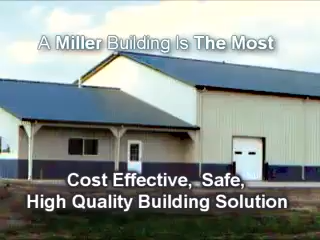 A Miller Building Is The Most
Cost Effective, Safe,
High Quality Building Solution